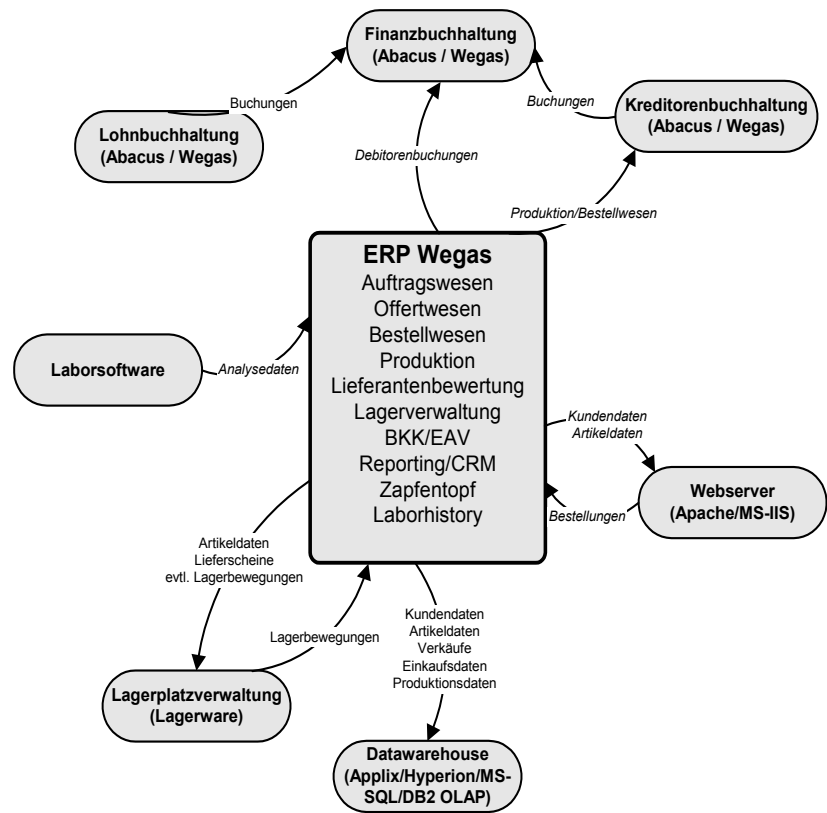 Finanzbuchhaltung
(Abacus / Wegas)
Buchungen
Buchungen
Lohnbuchhaltung
(Abacus / Wegas)
Kreditorenbuchhaltung
(Abacus / Wegas)
Debitorenbuchungen
Produktion/Bestellwesen
ERP Wegas
Auftragswesen
Offertwesen
Bestellwesen
Produktion
Lieferantenbewertung
Lagerverwaltung
BKK/EAV
Reporting/CRM
Zapfentopf
Laborhistory
Laborsoftware
Analysedaten
Kundendaten
Artikeldaten
Webserver
(Apache/MS-IIS)
Bestellungen
Artikeldaten
Lieferscheine
evtl. Lagerbewegungen
Lagerbewegungen
Kundendaten
Artikeldaten
Verkäufe
Einkaufsdaten
Produktionsdaten
Lagerplatzverwaltung
(Lagerware)
Datawarehouse
(Applix/Hyperion/MS-
SQL/DB2 OLAP)